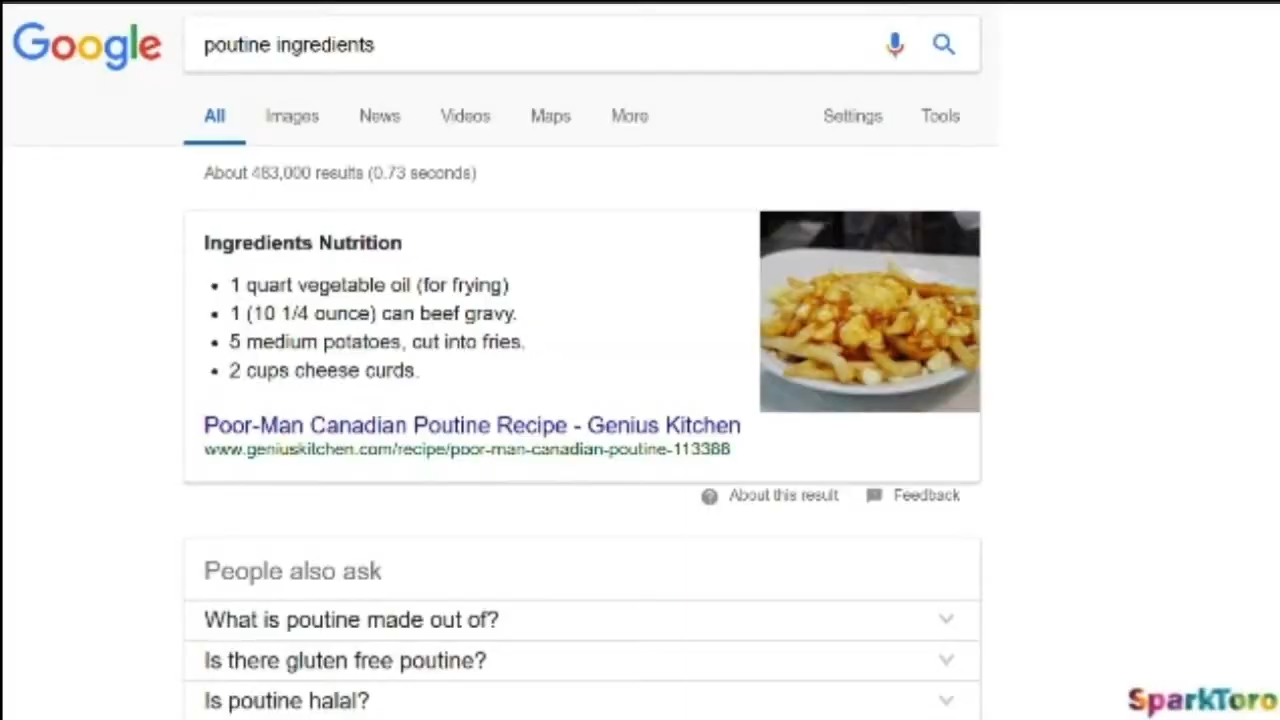 Google
poutine ingredients
All Images News Videos Maps More Settings Tools
About 463,000 results (0.73 seconds)
Ingredients Nutrition
• 1 quart vegetable oil (for frying)
• 1 (10 1/4 ounce) can beef gravy.
• 5 medium potatoes, cut into fries.
• 2 cups cheese curds.
Poor-Man Canadian Poutine Recipe - Genius Kitchen
www.geniuskitchen.com/recipe/poor-man-canadian-poutine-113388
About this result Feedback
People also ask
What is poutine made out of?
Is there gluten free poutine?
Is poutine halal?
SparkToro